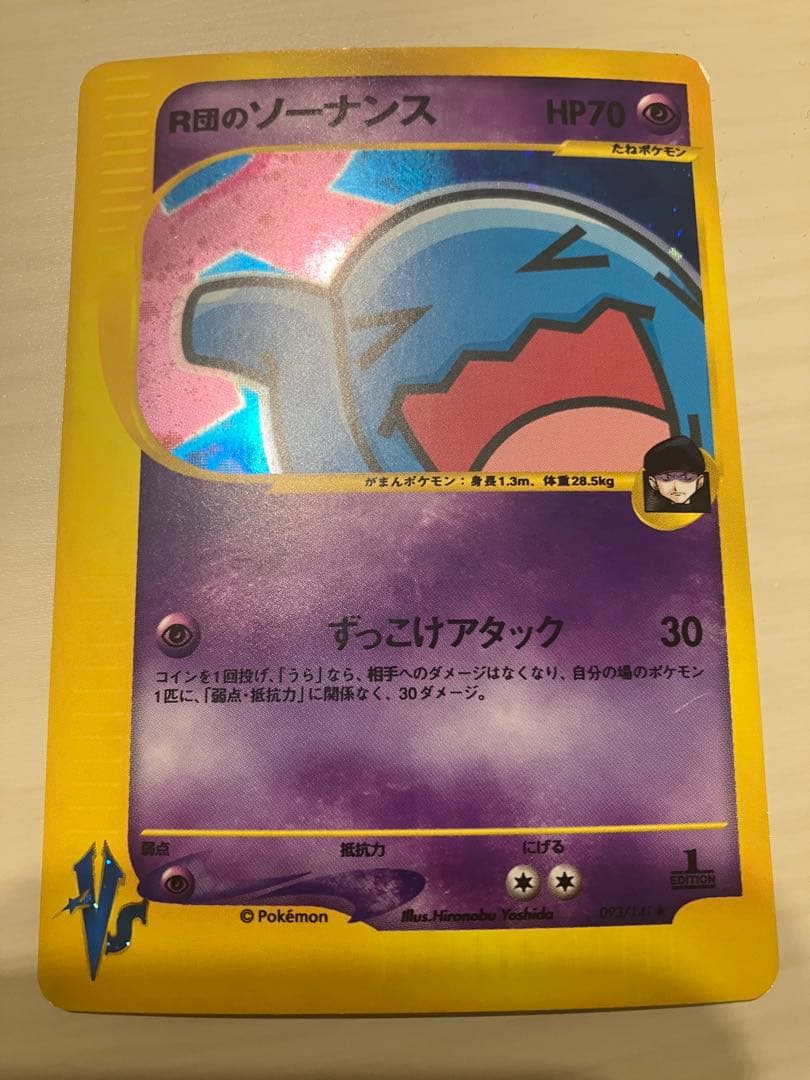 R団のソーナンス HP70
たねポケモン
がまんポケモン：身長1.3m、体重28.5kg
ずっこけアタック 30
コインを1回投げ、「うら」なら、相手へのダメージはなくなり、自分の場のポケモン
1匹に、「弱点・抵抗力」に関係なく、30ダメージ。
弱点 抵抗力 にげる
1
EDITION
VS
© Pokémon Illus.Hironobu Yoshida 093/141